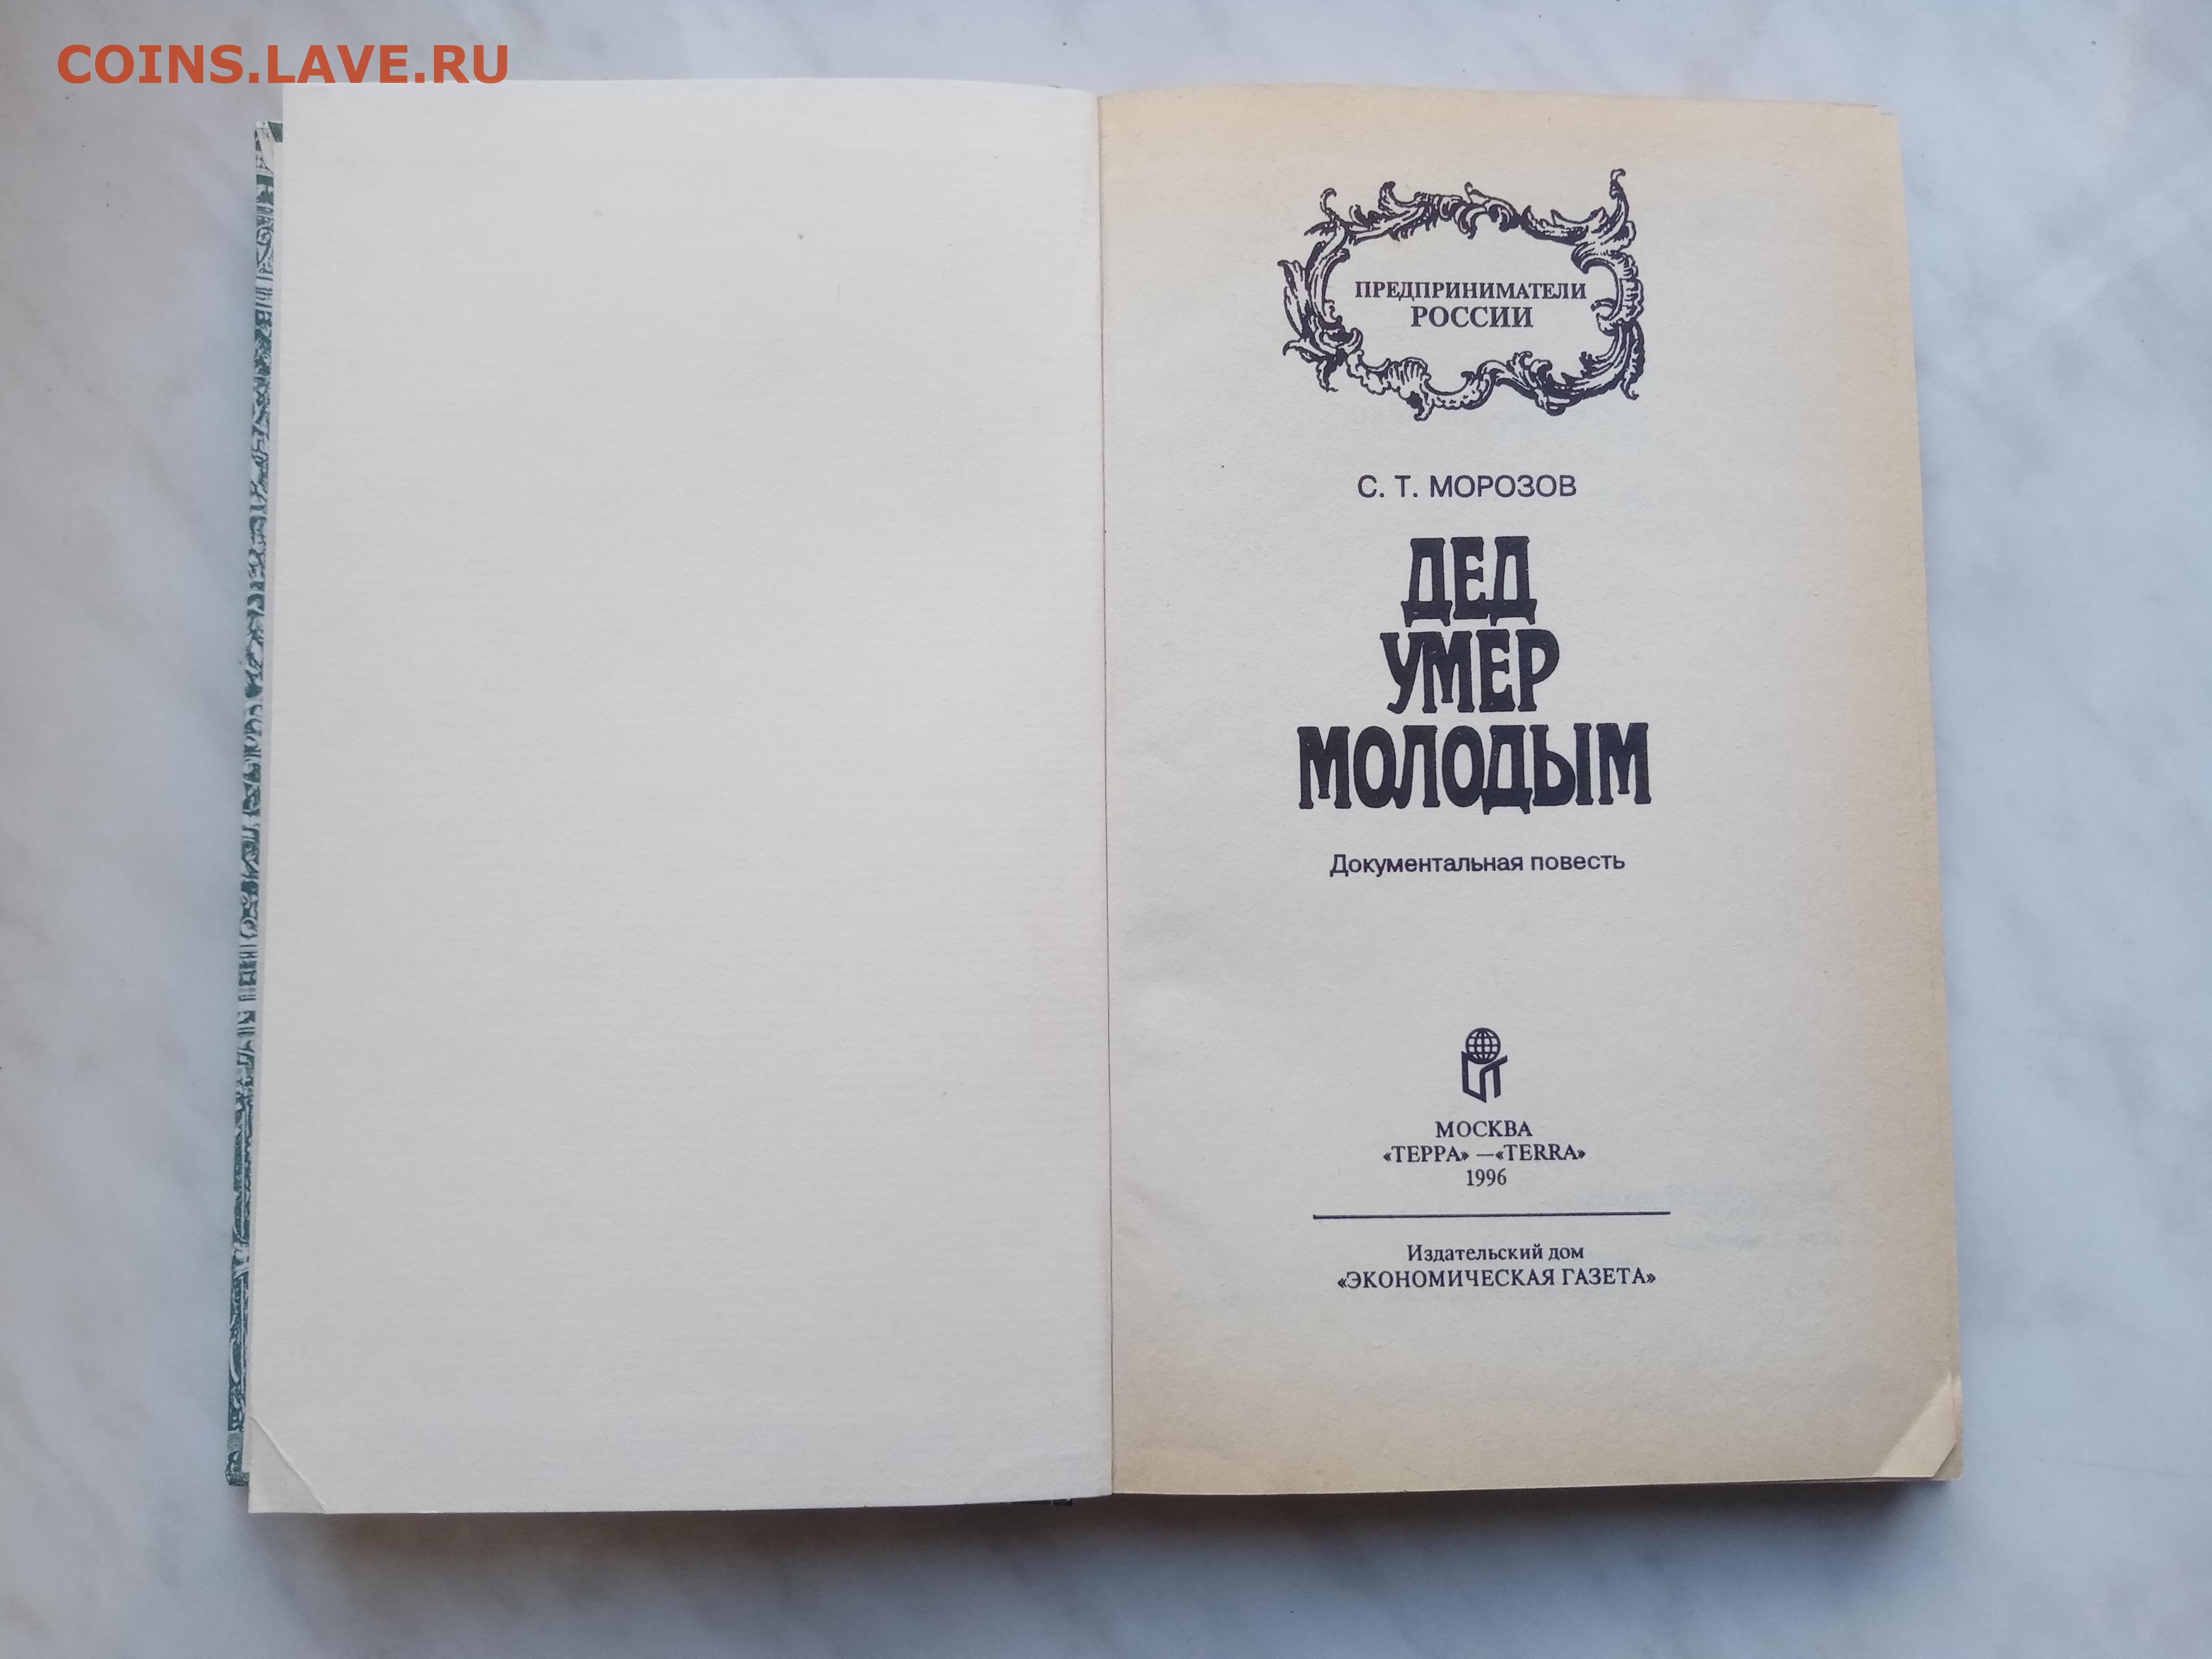 COINS.LAVE.RU
ПРЕДПРИНИМАТЕЛИ
РОССИИ
С. Т. МОРОЗОВ
ДЕД
УМЕР
МОЛОДЫМ
Документальная повесть
МОСКВА
«ТЕРРА» —«TERRA»
1996
Издательский дом
«ЭКОНОМИЧЕСКАЯ ГАЗЕТА»